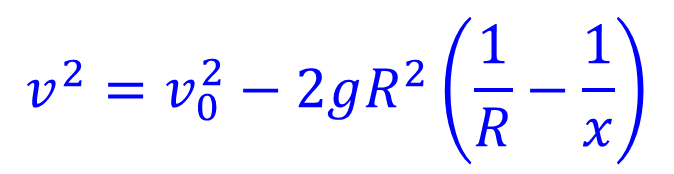 v² = v₀² − 2gR² (1/R − 1/x)